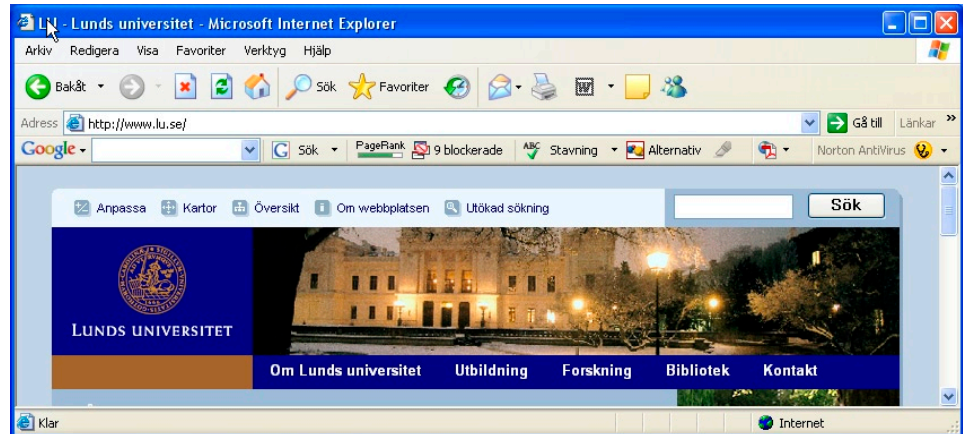 LU - Lunds universitet - Microsoft Internet Explorer
Arkiv Redigera Visa Favoriter Verktyg Hjälp
Bakåt Sök Favoriter W
Adress http://www.lu.se/ Gå till Länkar »
Google G Sök PageRank 9 blockerade ABC Stavning Alternativ Norton AntiVirus
Anpassa Kartor Översikt Om webbplatsen Utökad sökning Sök
LUNDS UNIVERSITET
Om Lunds universitet Utbildning Forskning Bibliotek Kontakt
Klar Internet